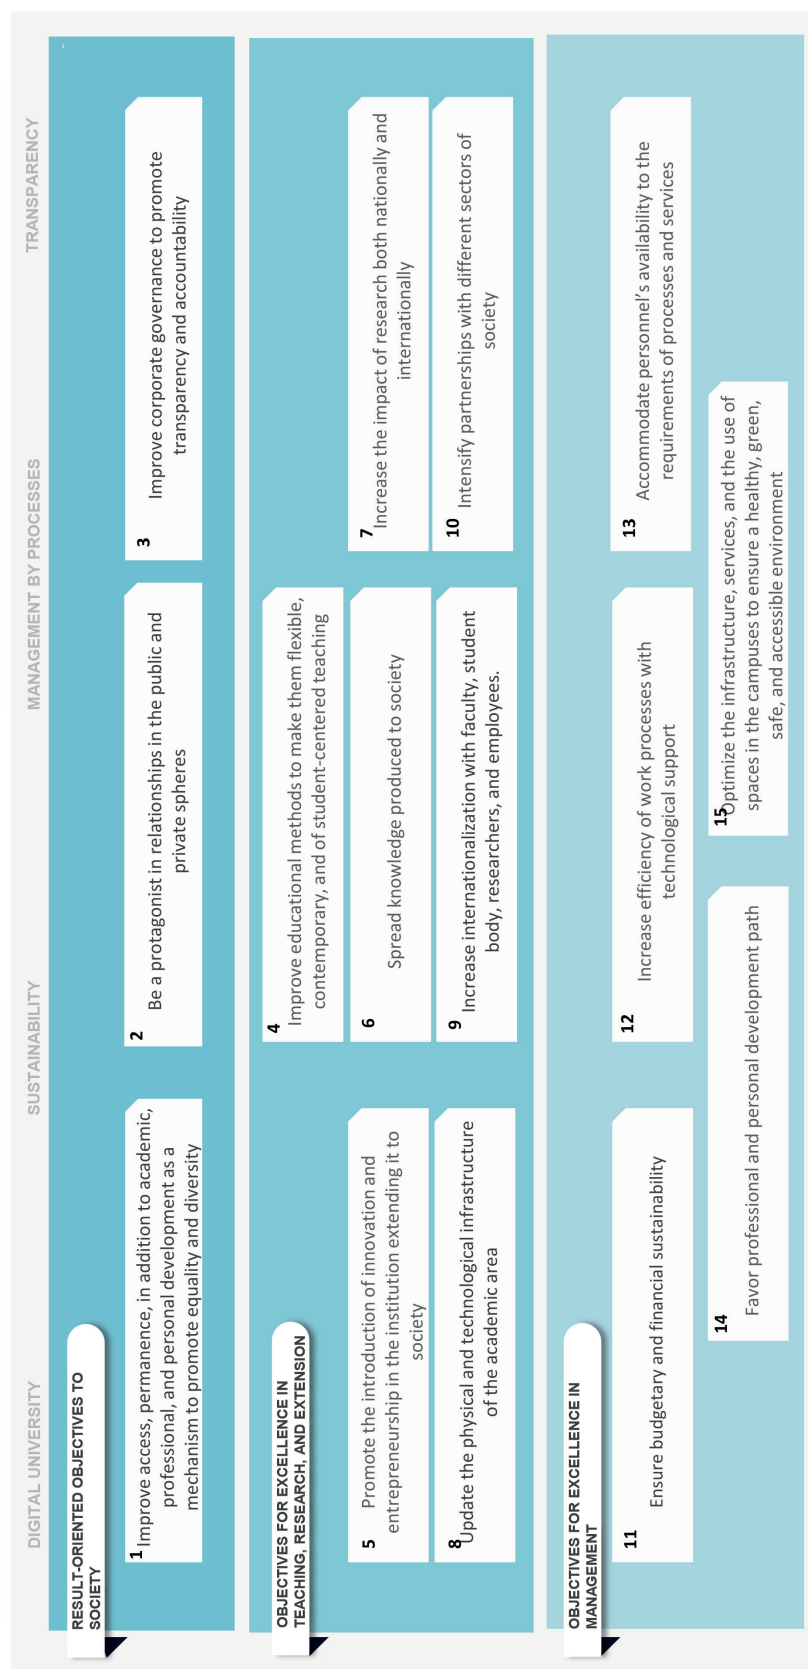 DIGITAL UNIVERSITY
SUSTAINABILITY
MANAGEMENT BY PROCESSES
TRANSPARENCY
RESULT-ORIENTED OBJECTIVES TO
SOCIETY
1
Improve access, permanence, in addition to academic,
professional, and personal development as a
mechanism to promote equality and diversity
2
Be a protagonist in relationships in the public and
private spheres
3
Improve corporate governance to promote
transparency and accountability
OBJECTIVES FOR EXCELLENCE IN
TEACHING, RESEARCH, AND EXTENSION
4
Improve educational methods to make them flexible,
contemporary, and of student-centered teaching
5
Promote the introduction of innovation and
entrepreneurship in the institution extending it to
society
6
Spread knowledge produced to society
7
Increase the impact of research both nationally and
internationally
8
Update the physical and technological infrastructure
of the academic area
9
Increase internationalization with faculty, student
body, researchers, and employees.
10
Intensify partnerships with different sectors of
society
OBJECTIVES FOR EXCELLENCE IN
MANAGEMENT
11
Ensure budgetary and financial sustainability
12
Increase efficiency of work processes with
technological support
13
Accommodate personnel's availability to the
requirements of processes and services
14
Favor professional and personal development path
15
Optimize the infrastructure, services, and the use of
spaces in the campuses to ensure a healthy, green,
safe, and accessible environment